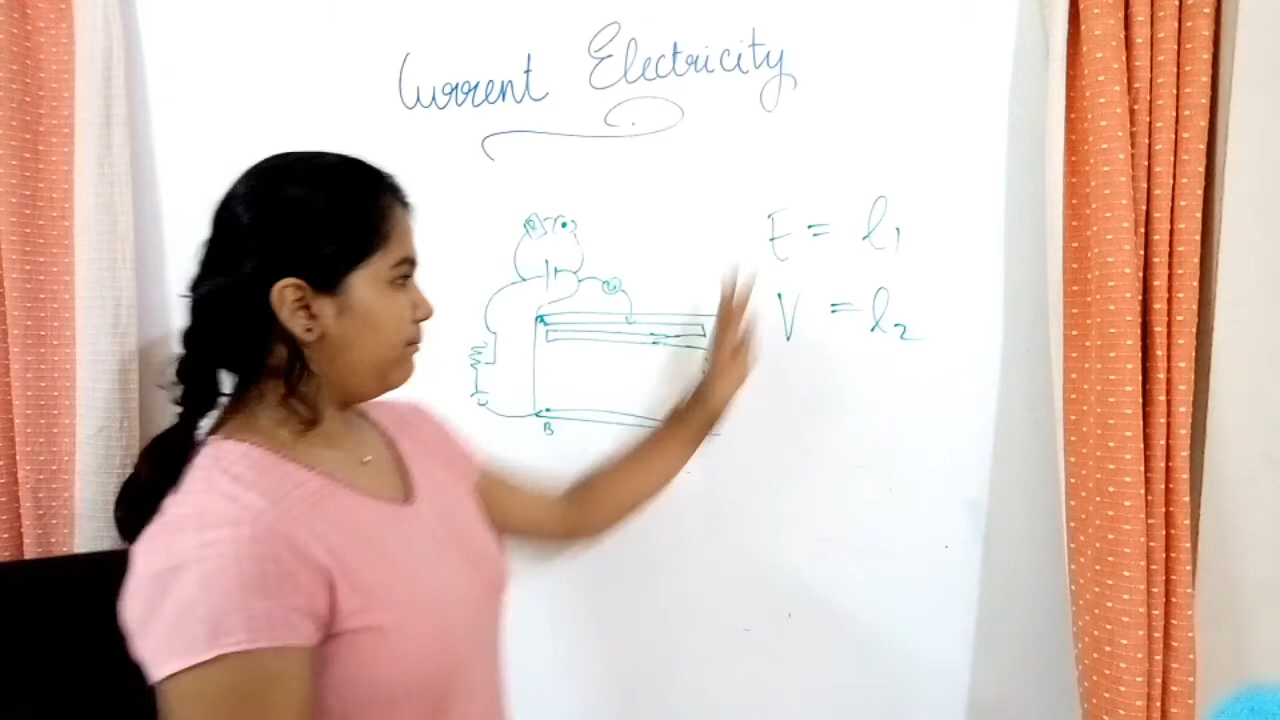 Current Electricity
R
G
A
B
E = l₁
V = l₂